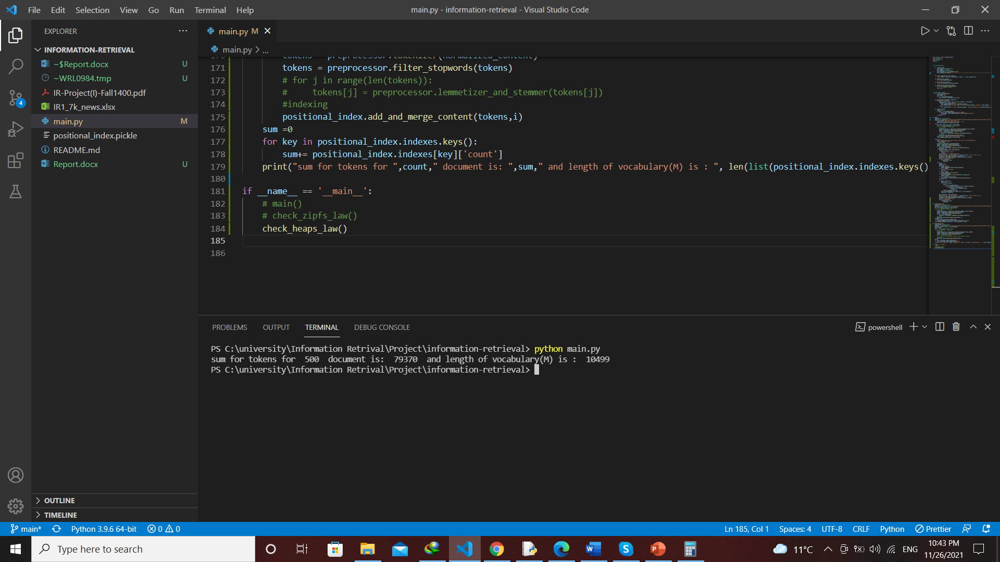 File Edit Selection View Go Run Terminal Help
main.py - information-retrieval - Visual Studio Code
EXPLORER
INFORMATION-RETRIEVAL
~$Report.docx U
~WRL0984.tmp U
IR-Project(I)-Fall1400.pdf
IR1_7k_news.xlsx
main.py M
positional_index.pickle
README.md
Report.docx U
4
OUTLINE
TIMELINE
main.py M
main.py > ...
171 tokens = preprocessor.filter_stopwords(tokens)
172 # for j in range(len(tokens)):
173 #     tokens[j] = preprocessor.lemmetizer_and_stemmer(tokens[j])
174 #indexing
175 positional_index.add_and_merge_content(tokens,i)
176 sum =0
177 for key in positional_index.indexes.keys():
178 sum+= positional_index.indexes[key]['count']
179 print("sum for tokens for ",count," document is: ",sum," and length of vocabulary(M) is : ", len(list(positional_index.indexes.keys()
180
181 if __name__ == '__main__':
182 # main()
183 # check_zipfs_law()
184 check_heaps_law()
185
186
PROBLEMS OUTPUT TERMINAL DEBUG CONSOLE
powershell
PS C:\university\Information Retrival\Project\information-retrieval> python main.py
sum for tokens for  500  document is:  79370  and length of vocabulary(M) is :  10499
PS C:\university\Information Retrival\Project\information-retrieval>
main* Python 3.9.6 64-bit 0 0
Ln 185, Col 1 Spaces: 4 UTF-8 CRLF Python Prettier
Type here to search
11°C ENG
10:43 PM
11/26/2021